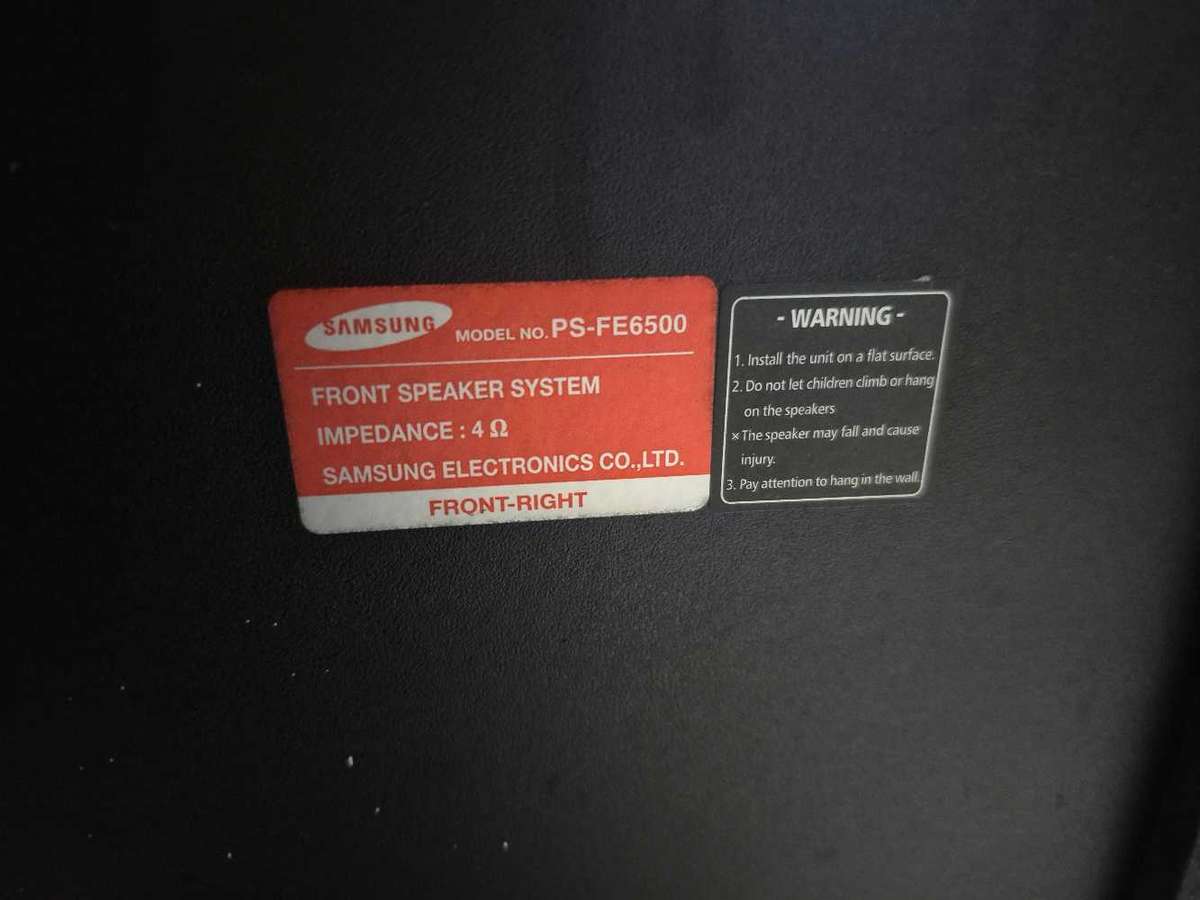 SAMSUNG MODEL NO. PS-FE6500
FRONT SPEAKER SYSTEM
IMPEDANCE : 4 Ω
SAMSUNG ELECTRONICS CO.,LTD.
FRONT-RIGHT
- WARNING -
1. Install the unit on a flat surface.
2. Do not let children climb or hang
on the speakers
× The speaker may fall and cause
injury.
3. Pay attention to hang in the wall.